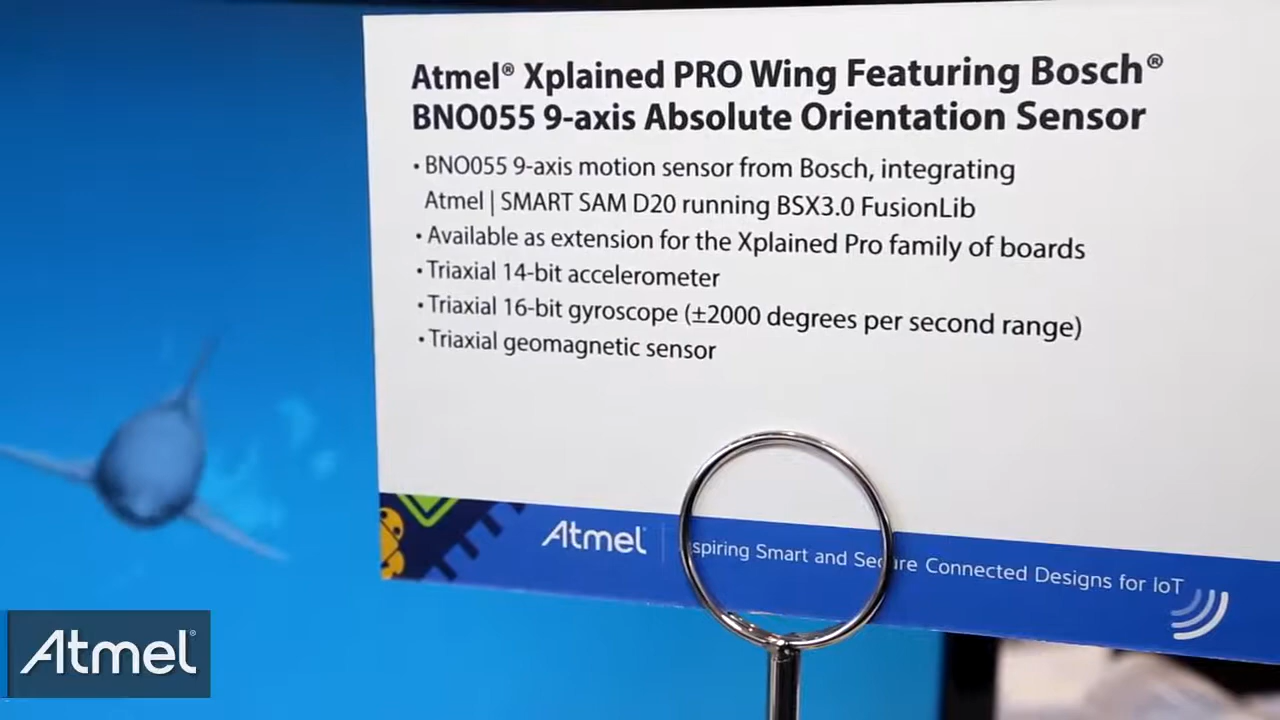 Atmel® Xplained PRO Wing Featuring Bosch®
BNO055 9-axis Absolute Orientation Sensor
• BNO055 9-axis motion sensor from Bosch, integrating
Atmel | SMART SAM D20 running BSX3.0 FusionLib
• Available as extension for the Xplained Pro family of boards
• Triaxial 14-bit accelerometer
• Triaxial 16-bit gyroscope (±2000 degrees per second range)
• Triaxial geomagnetic sensor
Atmel® | spiring Smart and Secure Connected Designs for IoT
Atmel®